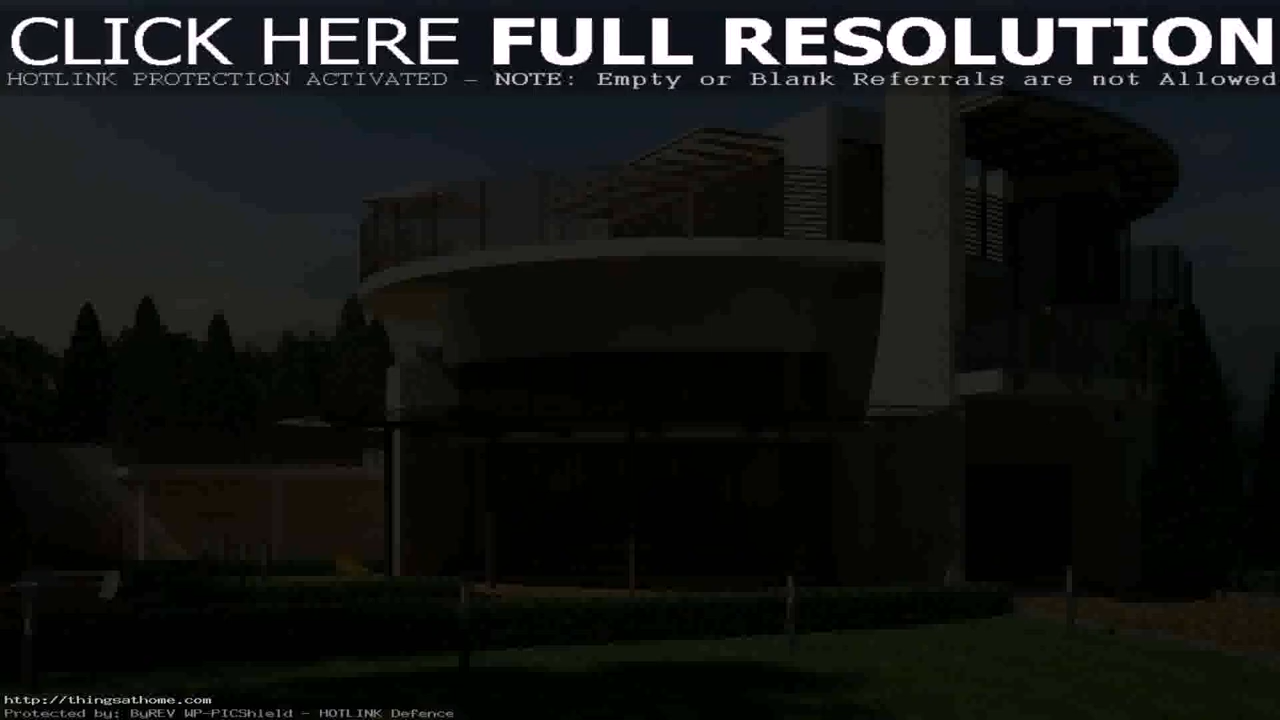 CLICK HERE FULL RESOLUTION
HOTLINK PROTECTION ACTIVATED - NOTE: Empty or Blank Referrals are not Allowed
http://thingsathome.com
Protected by: ByREV WP-PICShield - HOTLINK Defence